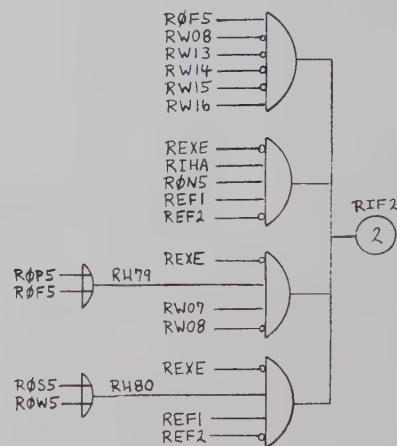 RØF5
RW08
RW13
RW14
RW15
RW16
REXE
RIHA
RØN5
REF1
REF2
RIF2
2
REXE
RØP5
RØF5
RH79
RW07
RW08
REXE
RØS5
RØW5
RH80
REF1
REF2